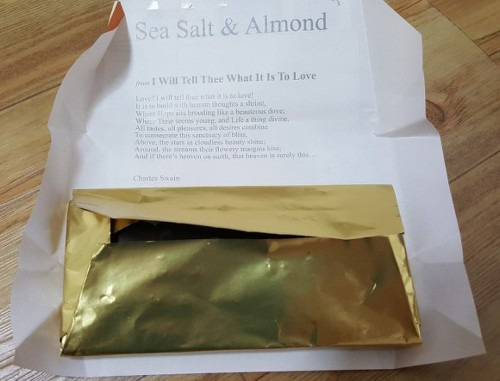 Sea Salt & Almond
from I Will Tell Thee What It Is To Love
Love? I will tell thee what it is to love!
It is to build with human thoughts a shrine,
Where Hope sits brooding like a beauteous dove;
Where Time seems young, and Life a thing divine.
All tastes, all pleasures, all desires combine
To consecrate this sanctuary of bliss.
Above, the stars in cloudless beauty shine;
Around, the streams their flowery margins kiss;
And if there's heaven on earth, that heaven is surely this. . .
Charles Swain